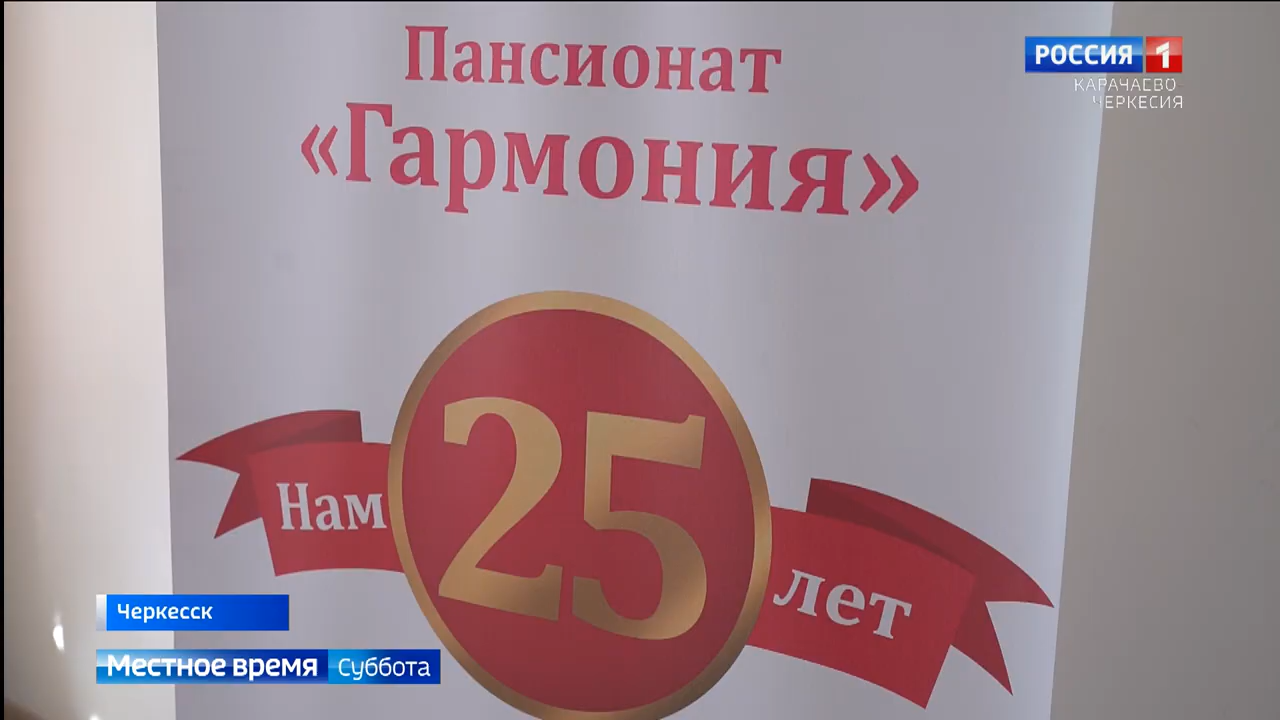 Пансионат
«Гармония»
РОССИЯ 1
КАРАЧАЕВО
ЧЕРКЕСИЯ
Нам 25 лет
Черкесск
Местное время Суббота